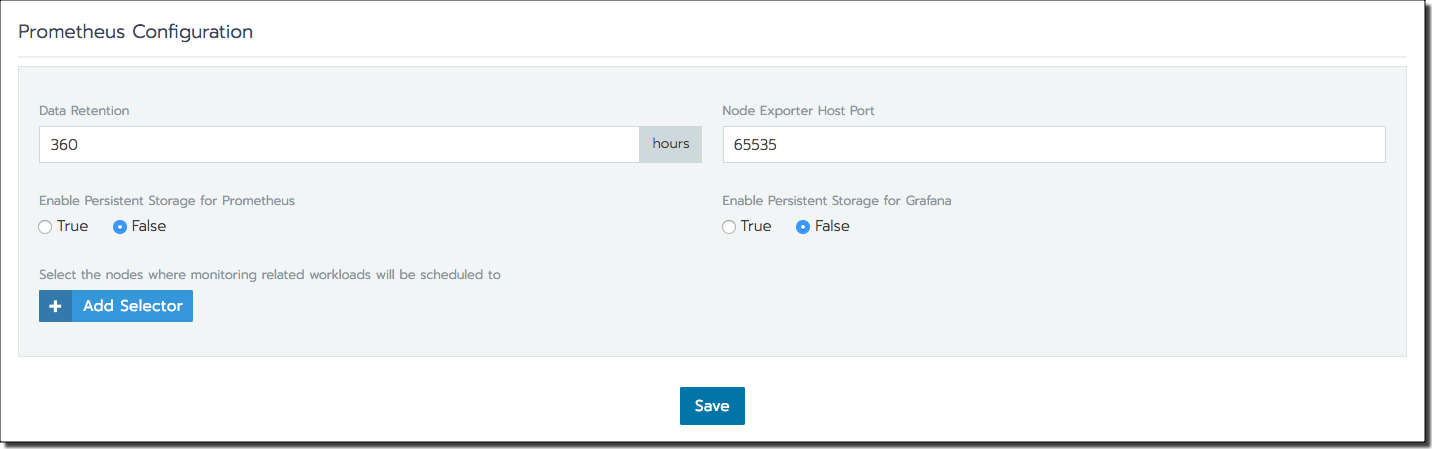 Prometheus Configuration
Data Retention
Node Exporter Host Port
360 hours
65535
Enable Persistent Storage for Prometheus
Enable Persistent Storage for Grafana
True False
True False
Select the nodes where monitoring related workloads will be scheduled to
+ Add Selector
Save